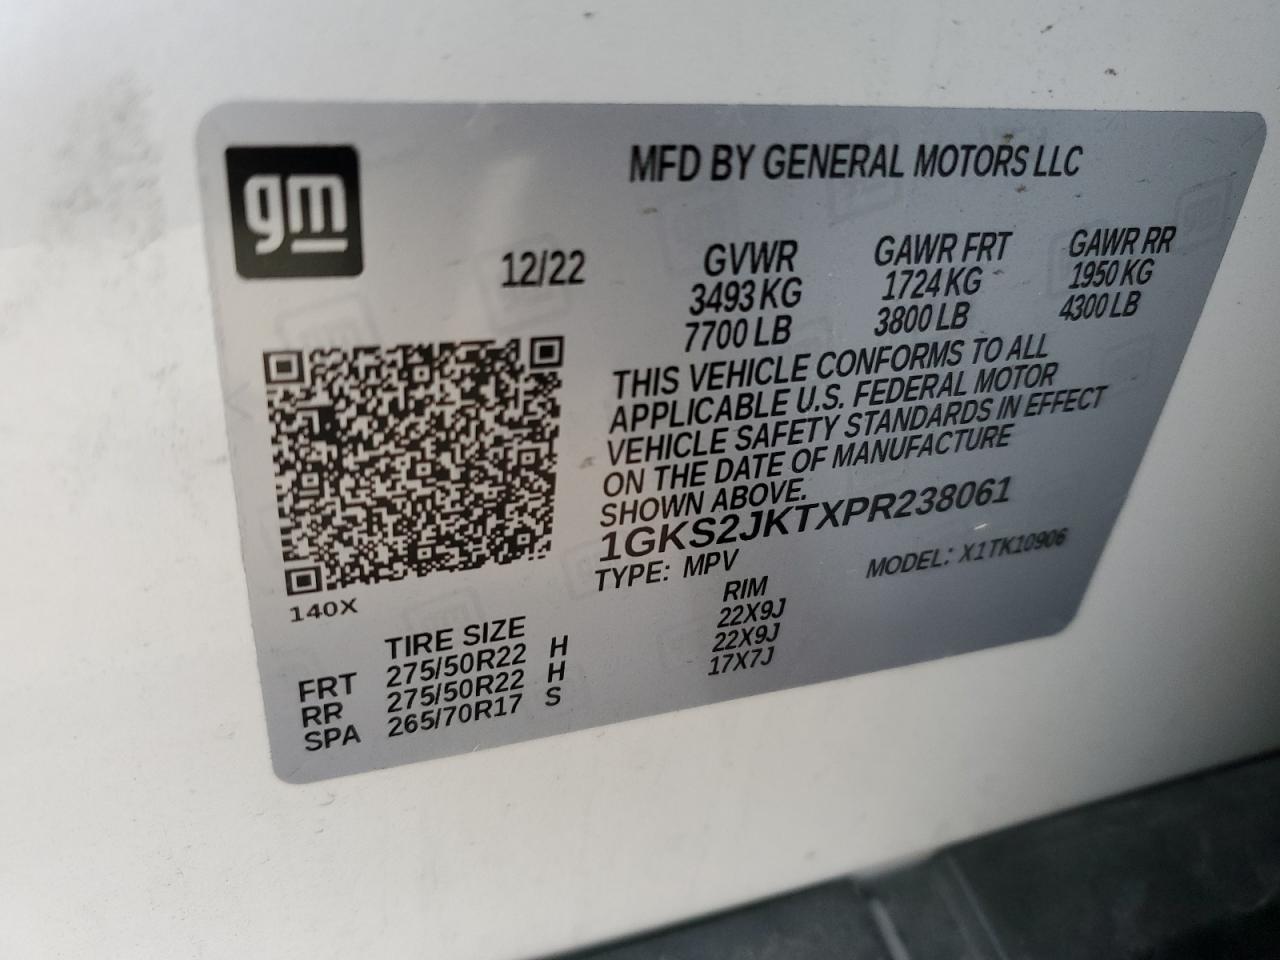 gm
MFD BY GENERAL MOTORS LLC
12/22
GVWR GAWR FRT GAWR RR
3493 KG 1724 KG 1950 KG
7700 LB 3800 LB 4300 LB
THIS VEHICLE CONFORMS TO ALL
APPLICABLE U.S. FEDERAL MOTOR
VEHICLE SAFETY STANDARDS IN EFFECT
ON THE DATE OF MANUFACTURE
SHOWN ABOVE.
1GKS2JKTXPR238061
TYPE: MPV MODEL: X1TK10906
140X
TIRE SIZE RIM
FRT 275/50R22 H 22X9J
RR 275/50R22 H 22X9J
SPA 265/70R17 S 17X7J